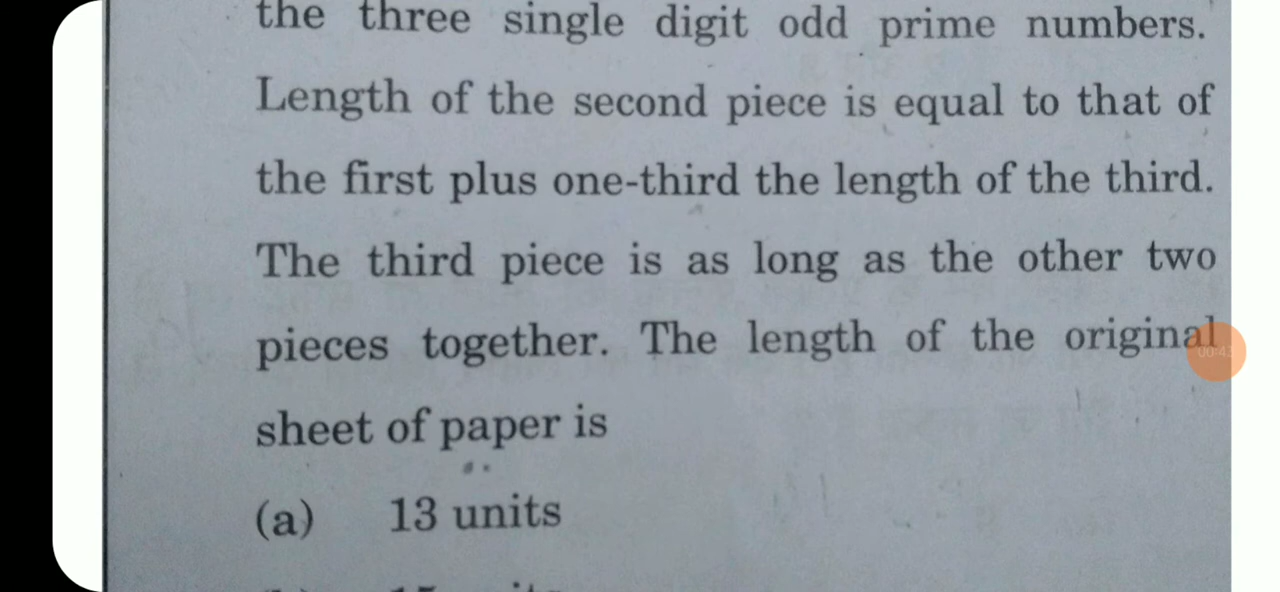 the three single digit odd prime numbers.
Length of the second piece is equal to that of
the first plus one-third the length of the third.
The third piece is as long as the other two
pieces together. The length of the original
00:43
sheet of paper is
(a) 13 units